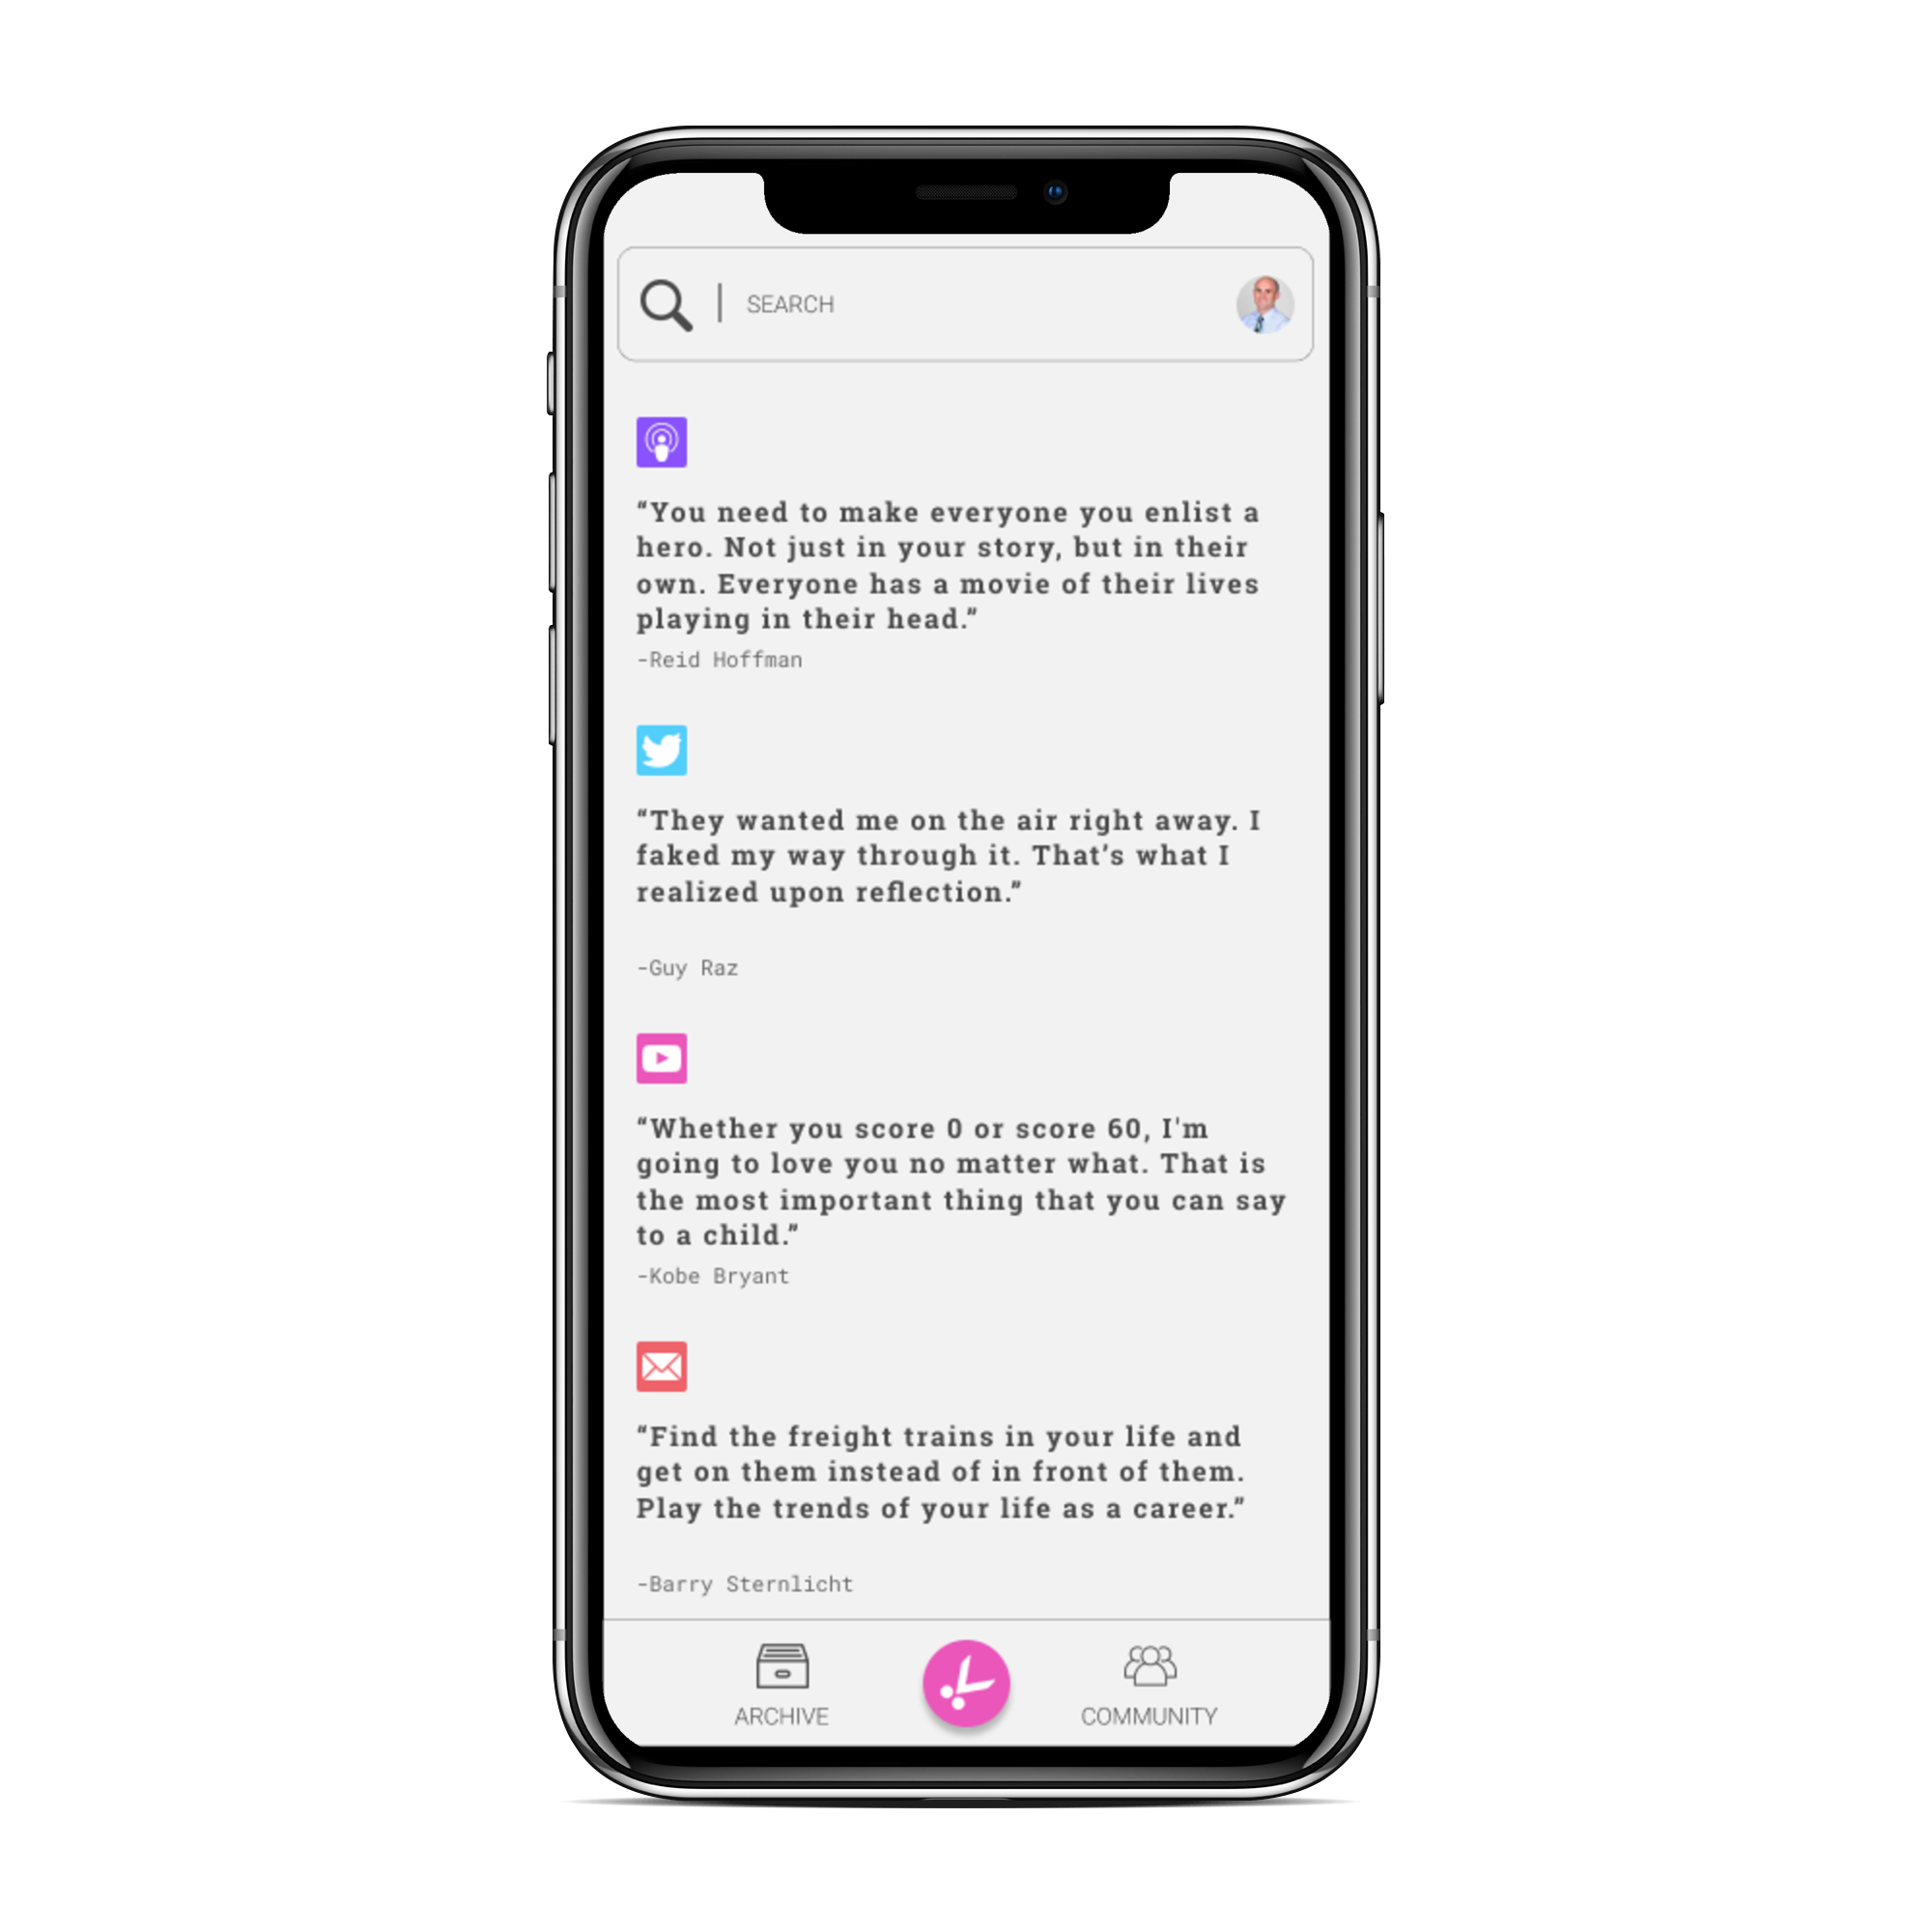 SEARCH
“You need to make everyone you enlist a
hero. Not just in your story, but in their
own. Everyone has a movie of their lives
playing in their head.”
-Reid Hoffman
“They wanted me on the air right away. I
faked my way through it. That’s what I
realized upon reflection.”
-Guy Raz
“Whether you score 0 or score 60, I'm
going to love you no matter what. That is
the most important thing that you can say
to a child.”
-Kobe Bryant
“Find the freight trains in your life and
get on them instead of in front of them.
Play the trends of your life as a career.”
-Barry Sternlicht
ARCHIVE
COMMUNITY